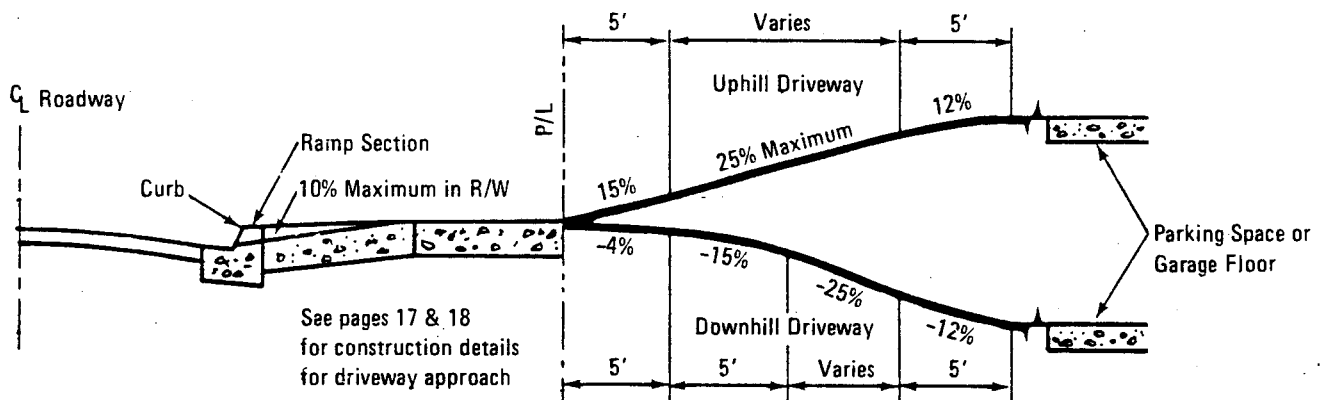 5' Varies 5'
Uphill Driveway
CL Roadway
12%
P/L
Ramp Section
25% Maximum
Curb
10% Maximum in R/W
15%
-4%
-15%
-25%
-12%
Parking Space or
Garage Floor
See pages 17 & 18
for construction details
for driveway approach
Downhill Driveway
5' 5' Varies 5'